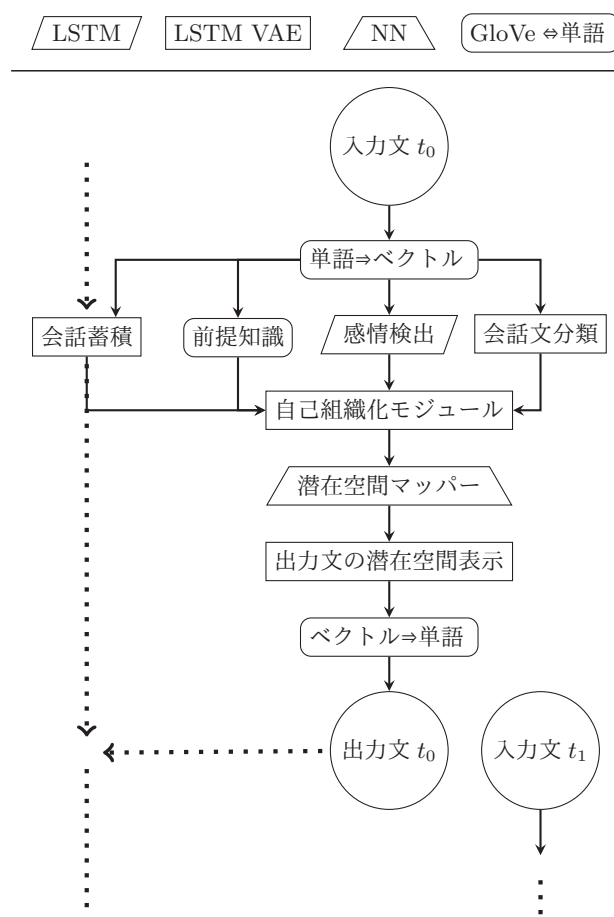 LSTM LSTM VAE NN GloVe ⇔単語
入力文 t₀
単語⇒ベクトル
会話蓄積 前提知識 感情検出 会話文分類
自己組織化モジュール
潜在空間マッパー
出力文の潜在空間表示
ベクトル⇒単語
出力文 t₀ 入力文 t₁